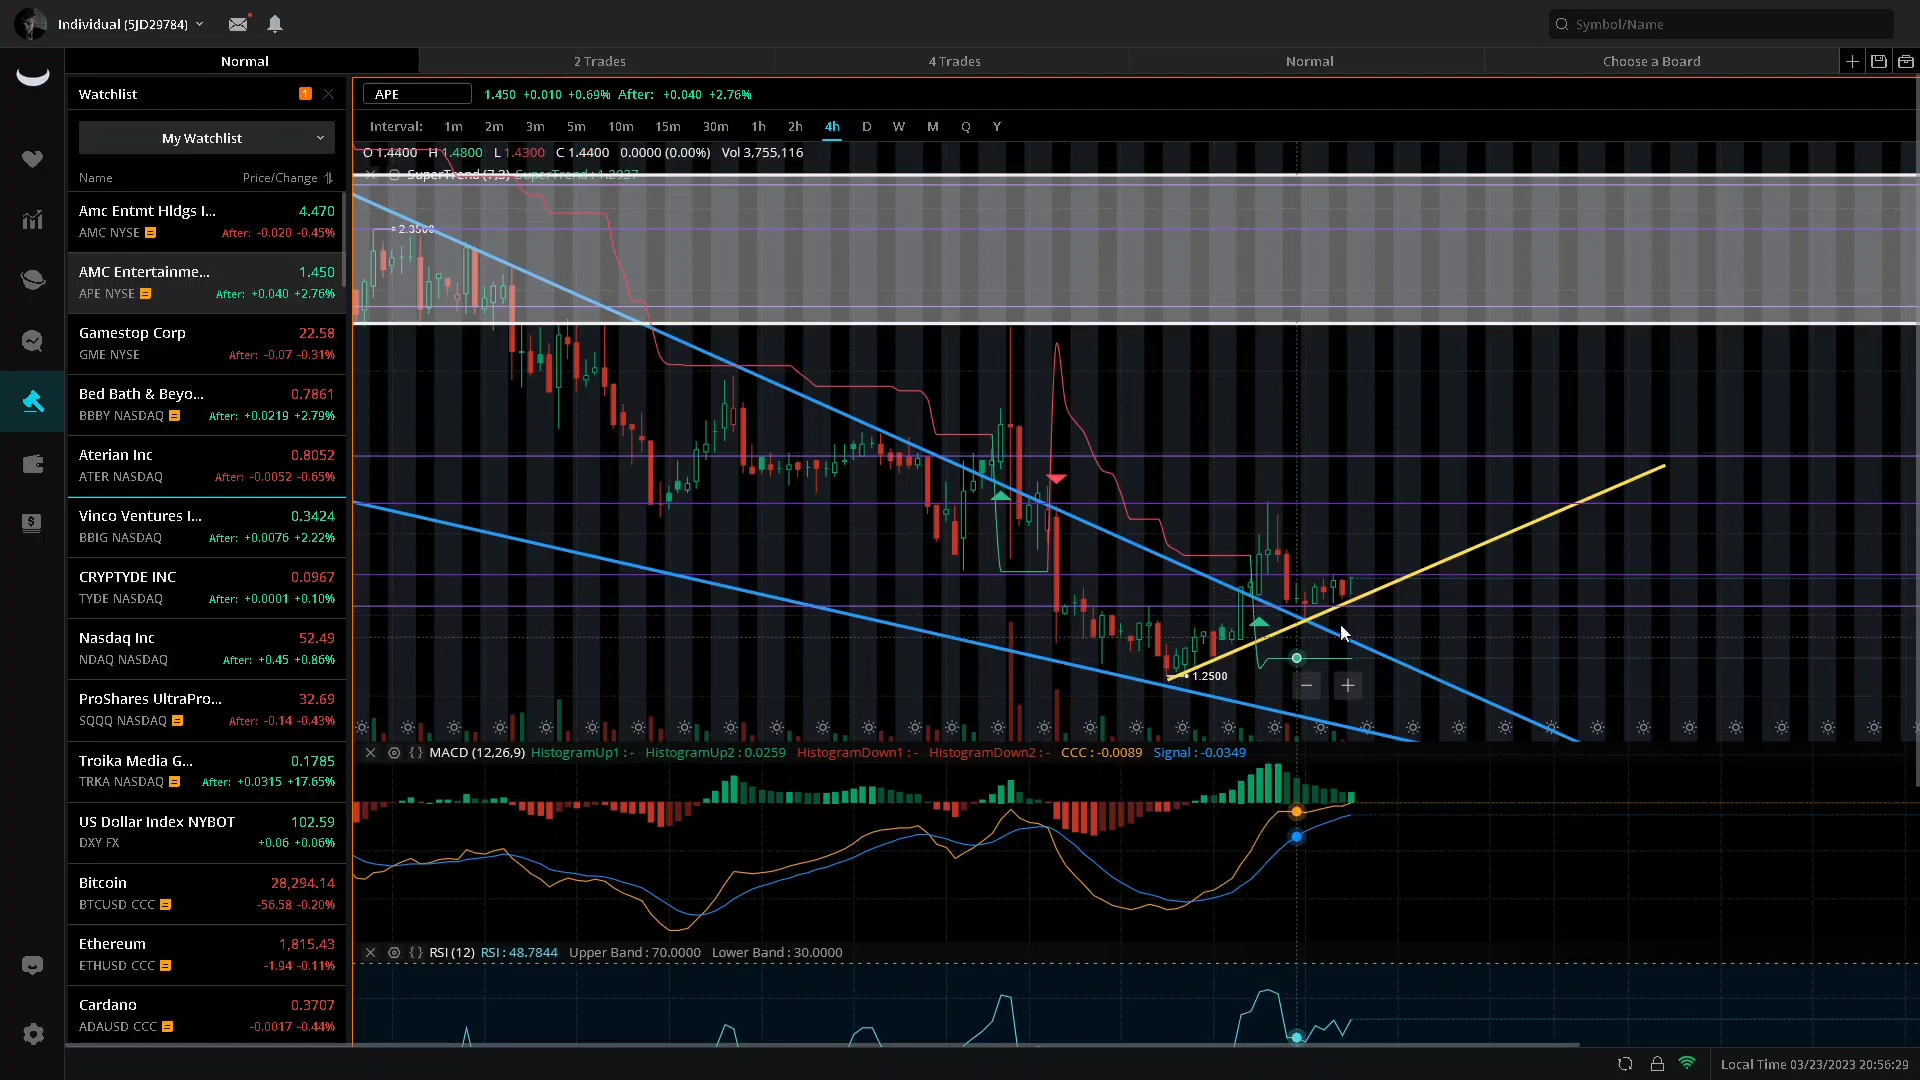 Individual (5JD29784)
Symbol/Name
Normal 2 Trades 4 Trades Normal Choose a Board
Watchlist 1
My Watchlist
Name Price/Change
Amc Entmt Hldgs I... 4.470
AMC NYSE After: -0.020 -0.45%
AMC Entertainme... 1.450
APE NYSE After: +0.040 +2.76%
Gamestop Corp 22.58
GME NYSE After: -0.07 -0.31%
Bed Bath & Beyo... 0.7861
BBBY NASDAQ After: +0.0219 +2.79%
Aterian Inc 0.8052
ATER NASDAQ After: -0.0052 -0.65%
Vinco Ventures I... 0.3424
BBIG NASDAQ After: +0.0076 +2.22%
CRYPTYDE INC 0.0967
TYDE NASDAQ After: +0.0001 +0.10%
Nasdaq Inc 52.49
NDAQ NASDAQ After: +0.45 +0.86%
ProShares UltraPro... 32.69
SQQQ NASDAQ After: -0.14 -0.43%
Troika Media G... 0.1785
TRKA NASDAQ After: +0.0315 +17.65%
US Dollar Index NYBOT 102.59
DXY FX +0.06 +0.06%
Bitcoin 28,294.14
BTCUSD CCC -56.58 -0.20%
Ethereum 1,815.43
ETHUSD CCC -1.94 -0.11%
Cardano 0.3707
ADAUSD CCC -0.0017 -0.44%
APE 1.450 +0.010 +0.69% After: +0.040 +2.76%
Interval: 1m 2m 3m 5m 10m 15m 30m 1h 2h 4h D W M Q Y
O 1.4400 H 1.4800 L 1.4300 C 1.4400 0.0000 (0.00%) Vol 3,755,116
SuperTrend (7,3) SuperTrend : 1.2937
2.3500
1.2500
MACD (12,26,9) HistogramUp1 : - HistogramUp2 : 0.0259 HistogramDown1 : - HistogramDown2 : - CCC : -0.0089 Signal : -0.0349
RSI (12) RSI : 48.7844 Upper Band : 70.0000 Lower Band : 30.0000
Local Time 03/23/2023 20:56:29